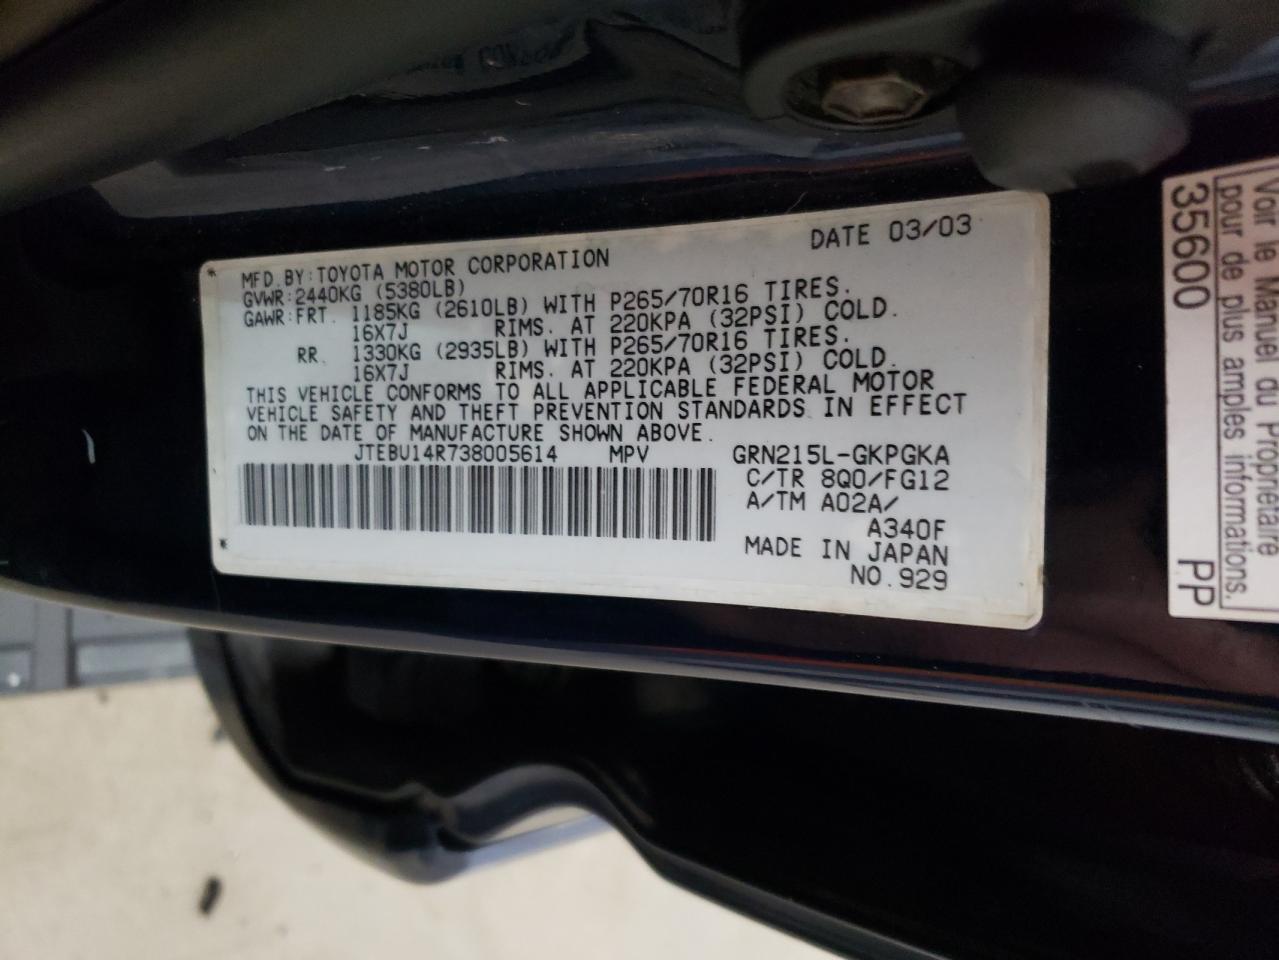 MFD.BY:TOYOTA MOTOR CORPORATION DATE 03/03
GVWR:2440KG (5380LB)
GAWR:FRT. 1185KG (2610LB) WITH P265/70R16 TIRES.
16X7J RIMS. AT 220KPA (32PSI) COLD.
RR. 1330KG (2935LB) WITH P265/70R16 TIRES.
16X7J RIMS. AT 220KPA (32PSI) COLD.
THIS VEHICLE CONFORMS TO ALL APPLICABLE FEDERAL MOTOR
VEHICLE SAFETY AND THEFT PREVENTION STANDARDS IN EFFECT
ON THE DATE OF MANUFACTURE SHOWN ABOVE.
JTEBU14R738005614 MPV GRN215L-GKPGKA
C/TR 8Q0/FG12
A/TM A02A/
A340F
MADE IN JAPAN
NO.929
Voir le Manuel du Propriétaire
pour de plus amples informations.
35600 PP